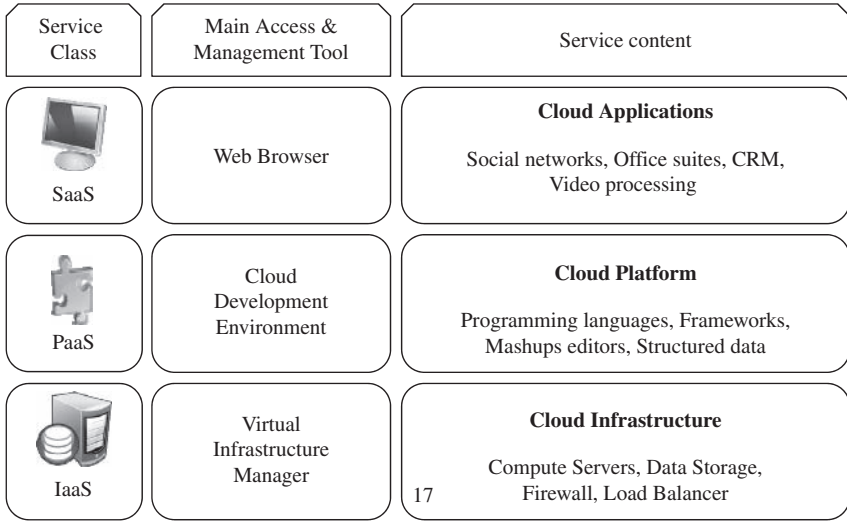 Service
Class
Main Access &
Management Tool
Service content
SaaS
Web Browser
Cloud Applications
Social networks, Office suites, CRM,
Video processing
PaaS
Cloud
Development
Environment
Cloud Platform
Programming languages, Frameworks,
Mashups editors, Structured data
IaaS
Virtual
Infrastructure
Manager
Cloud Infrastructure
Compute Servers, Data Storage,
17 Firewall, Load Balancer